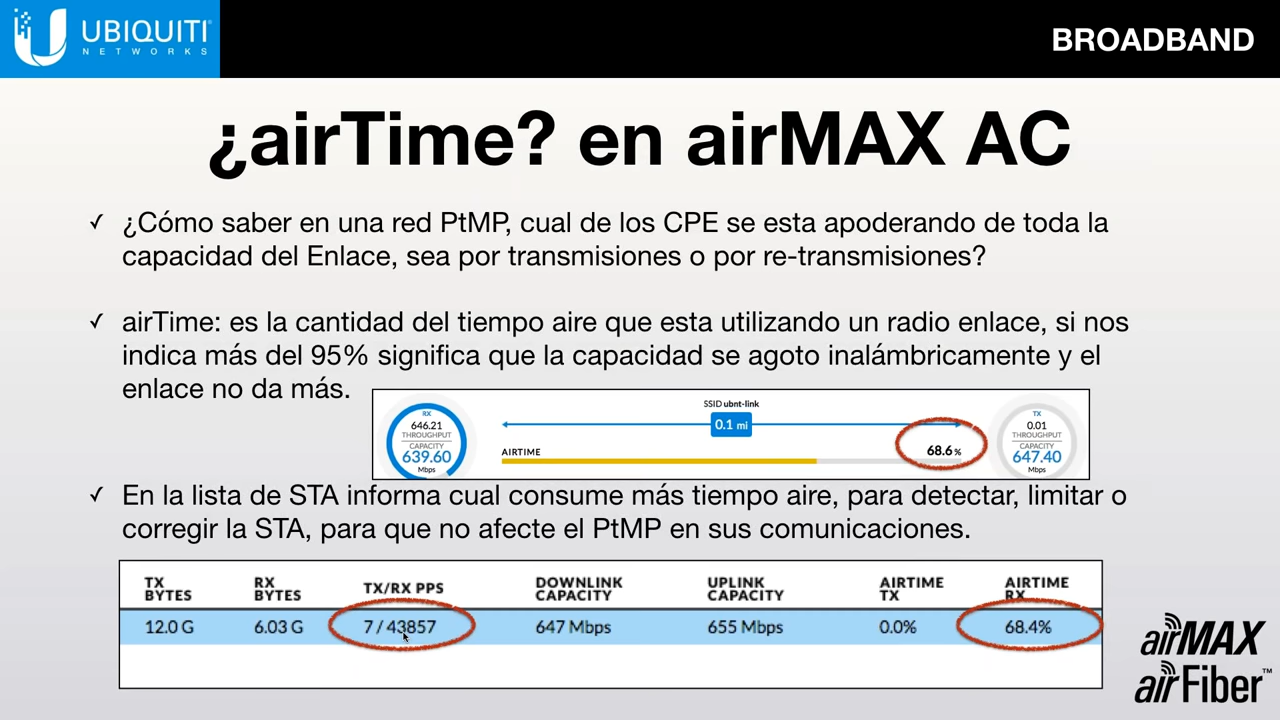 UBIQUITI
NETWORKS
BROADBAND
¿airTime? en airMAX AC
✓ ¿Cómo saber en una red PtMP, cual de los CPE se esta apoderando de toda la
capacidad del Enlace, sea por transmisiones o por re-transmisiones?
✓ airTime: es la cantidad del tiempo aire que esta utilizando un radio enlace, si nos
indica más del 95% significa que la capacidad se agoto inalámbricamente y el
enlace no da más.
RX
646.21
THROUGHPUT
CAPACITY
639.60
Mbps
SSID ubnt-link
0.1 mi
AIRTIME
68.6 %
TX
0.01
THROUGHPUT
CAPACITY
647.40
Mbps
✓ En la lista de STA informa cual consume más tiempo aire, para detectar, limitar o
corregir la STA, para que no afecte el PtMP en sus comunicaciones.
TX BYTES RX BYTES TX/RX PPS DOWNLINK CAPACITY UPLINK CAPACITY AIRTIME TX AIRTIME RX
12.0 G 6.03 G 7 / 43857 647 Mbps 655 Mbps 0.0% 68.4%
airMAX
airFiber™